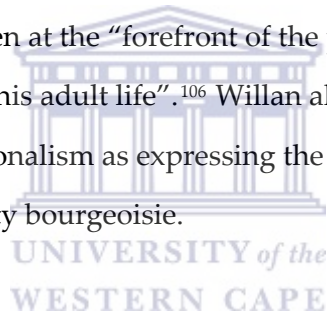 en at the “forefront of the
his adult life”.106 Willan al
onalism as expressing the
ty bourgeoisie.
UNIVERSITY of the
WESTERN CAPE